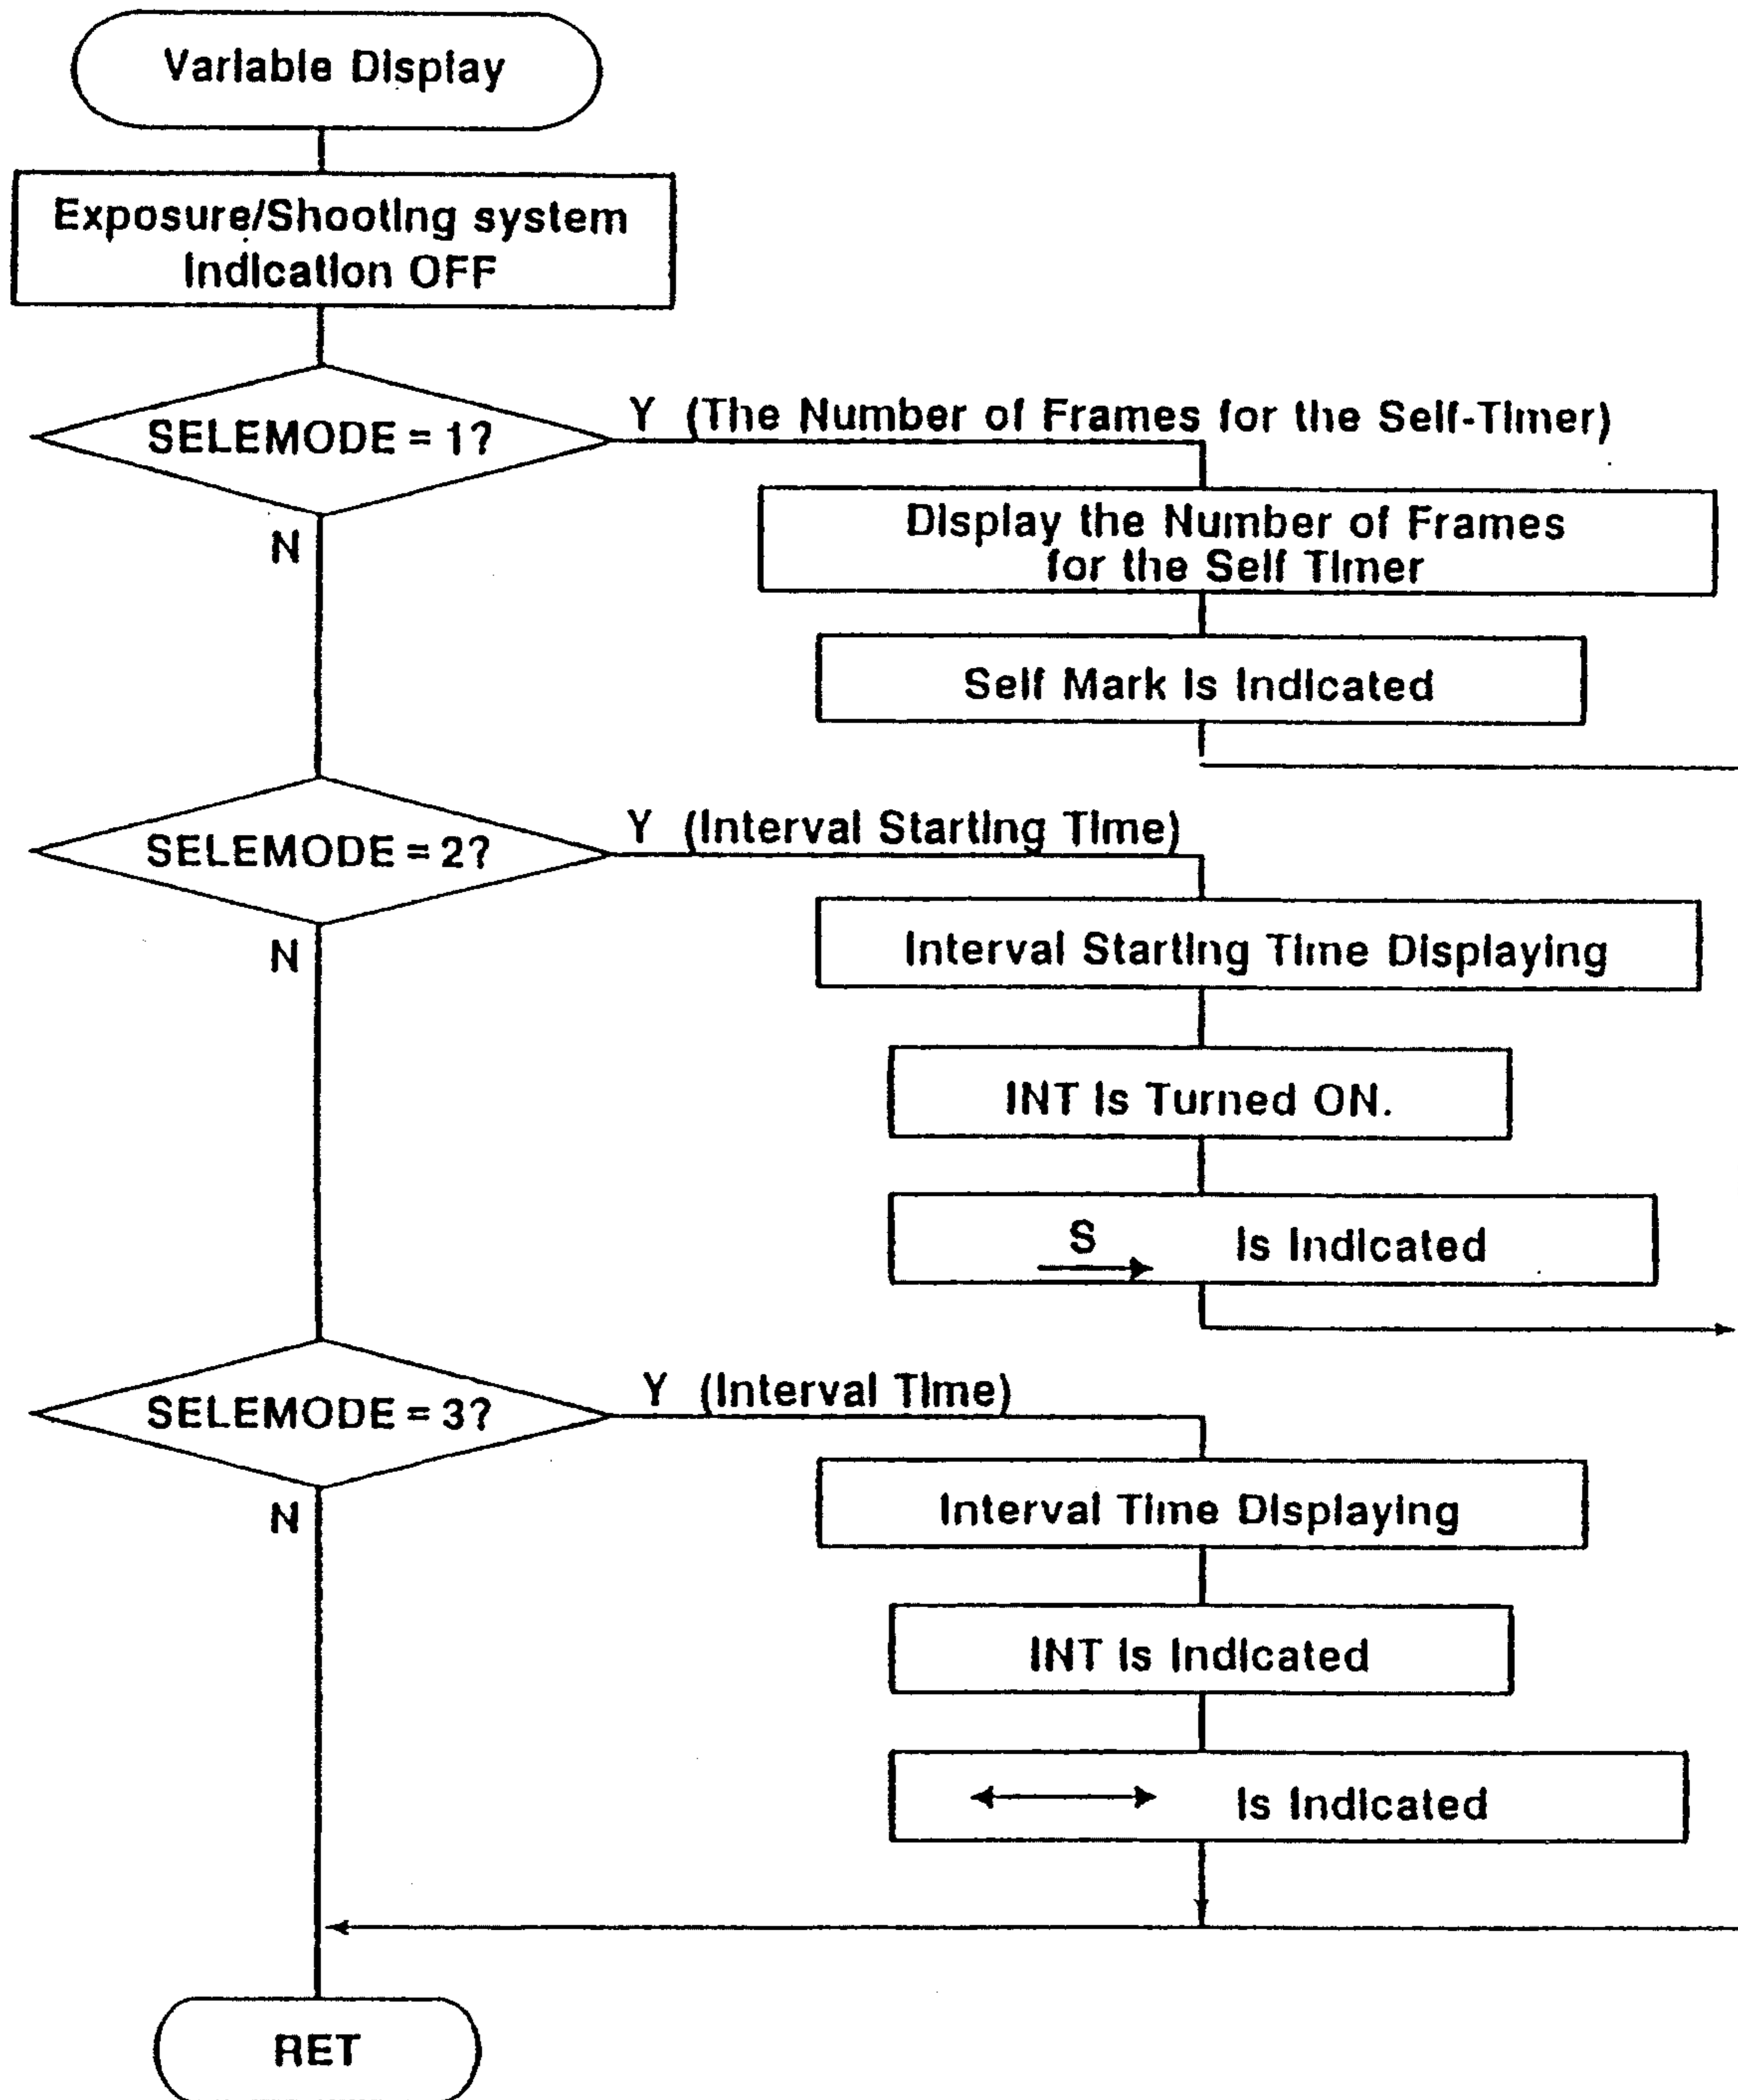 Variable Display
Exposure/Shooting system
Indication OFF
SELEMODE = 1?
Y (The Number of Frames for the Self-Timer)
Display the Number of Frames
for the Self Timer
N
Self Mark Is Indicated
SELEMODE = 2?
Y (Interval Starting Time)
Interval Starting Time Displaying
N
INT Is Turned ON.
S Is Indicated
SELEMODE = 3?
Y (Interval Time)
Interval Time Displaying
N
INT Is Indicated
Is Indicated
RET